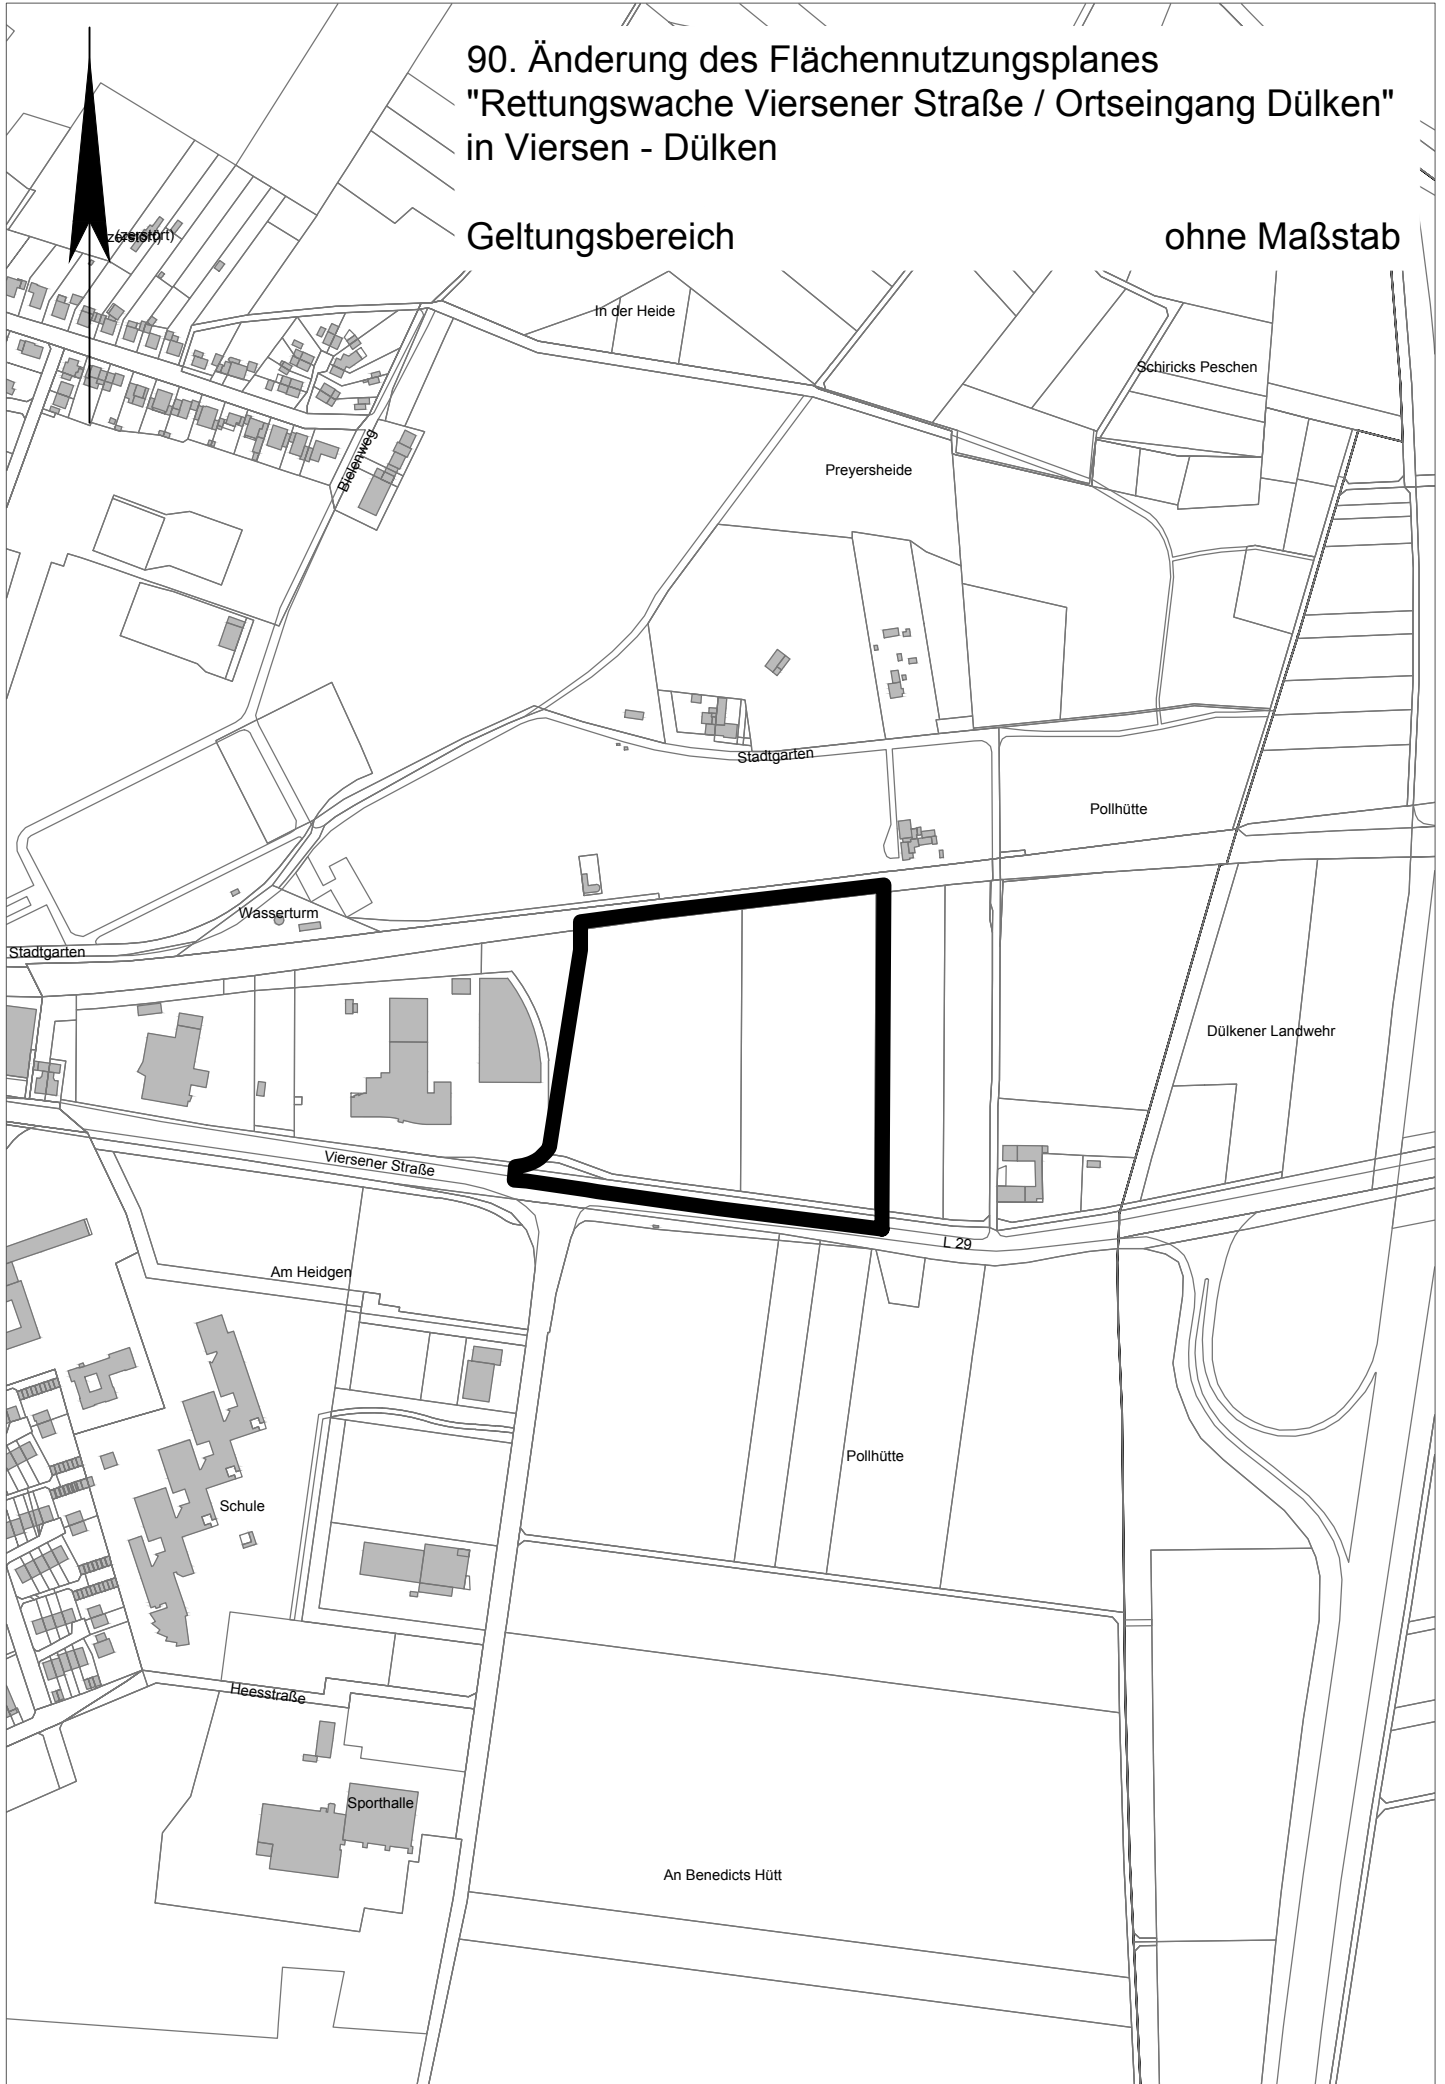 90. Änderung des Flächennutzungsplanes
"Rettungswache Viersener Straße / Ortseingang Dülken"
in Viersen - Dülken
Geltungsbereich
ohne Maßstab
(zerstört)
In der Heide
Schiricks Peschen
Bielenweg
Preyersheide
Stadtgarten
Pollhütte
Wasserturm
Stadtgarten
Dülkener Landwehr
Viersener Straße
L 29
Am Heidgen
Pollhütte
Schule
Heesstraße
Sporthalle
An Benedicts Hütt